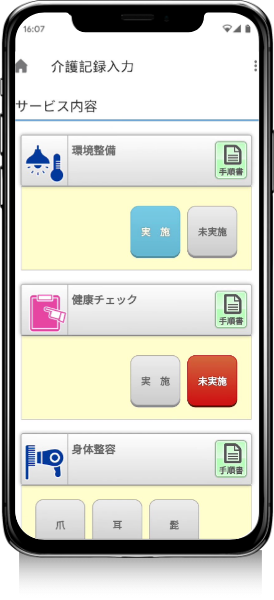 16:07
介護記録入力
サービス内容
環境整備
手順書
実 施
未実施
健康チェック
手順書
実 施
未実施
身体整容
手順書
爪
耳
髭